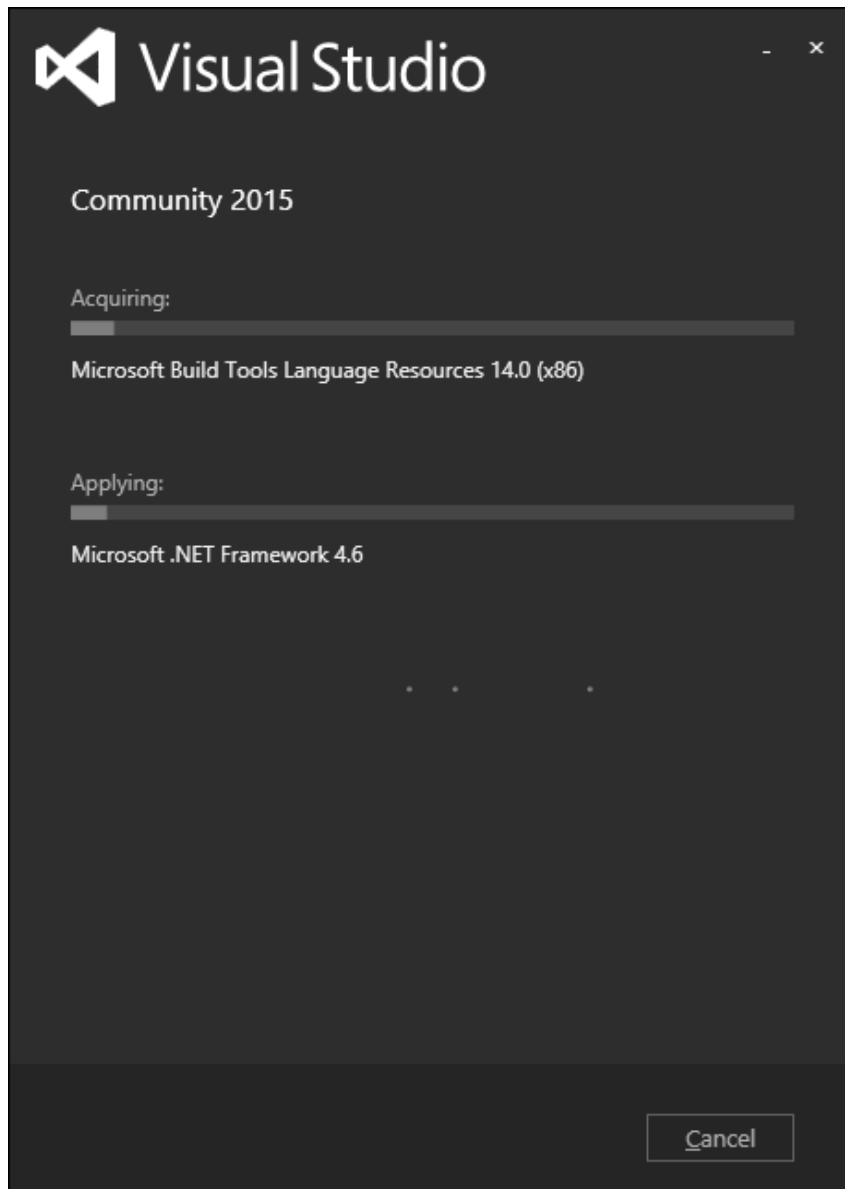 Visual Studio
Community 2015
Acquiring:
Microsoft Build Tools Language Resources 14.0 (x86)
Applying:
Microsoft .NET Framework 4.6
Cancel